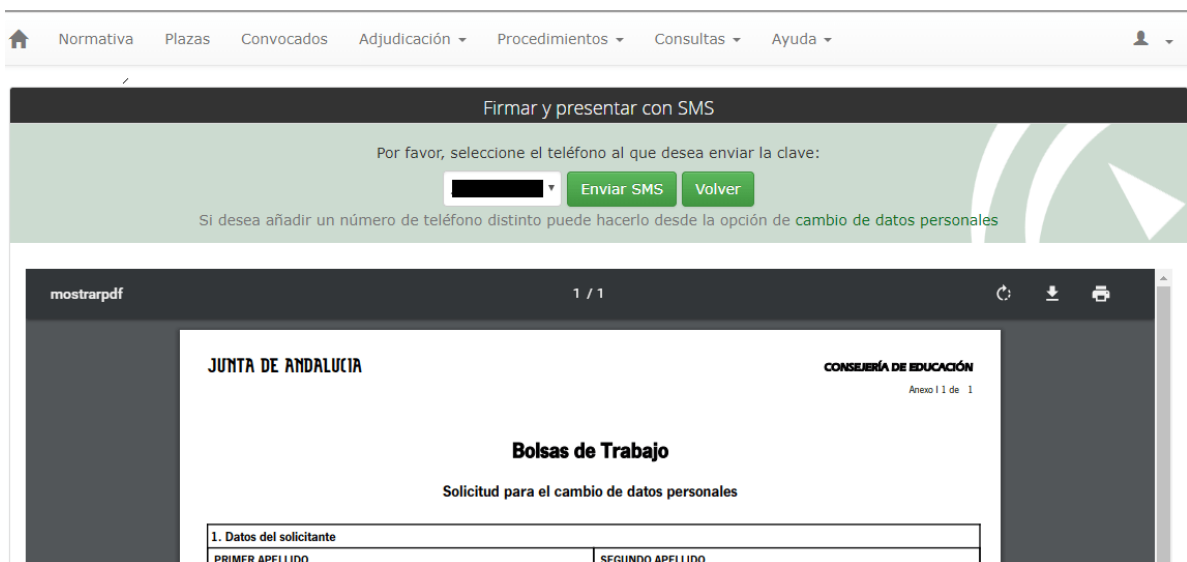 Normativa Plazas Convocados Adjudicación Procedimientos Consultas Ayuda
Firmar y presentar con SMS
Por favor, seleccione el teléfono al que desea enviar la clave:
Enviar SMS Volver
Si desea añadir un número de teléfono distinto puede hacerlo desde la opción de cambio de datos personales
mostrarpdf 1 / 1
JUNTA DE ANDALUCIA CONSEJERÍA DE EDUCACIÓN
Anexo I 1 de 1
Bolsas de Trabajo
Solicitud para el cambio de datos personales
1. Datos del solicitante
PRIMER APELLIDO SEGUNDO APELLIDO